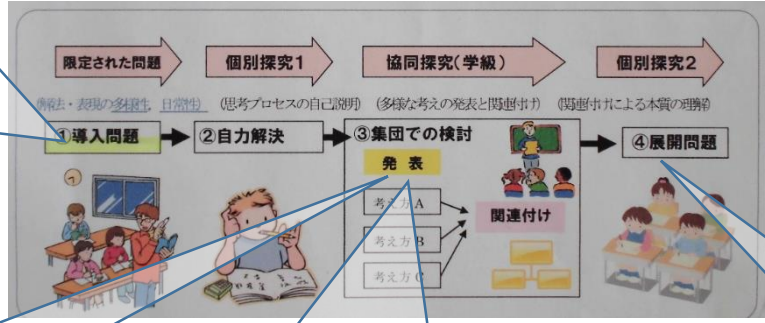 限定された問題
個別探究1
協同探究(学級)
個別探究2
(解法・表現の多様性, 日常性)
(思考プロセスの自己説明)
(多様な考えの発表と関連付け)
(関連付けによる本質の理解)
①導入問題
②自力解決
③集団での検討
④展開問題
発 表
考え方A
考え方B
考え方C
関連付け